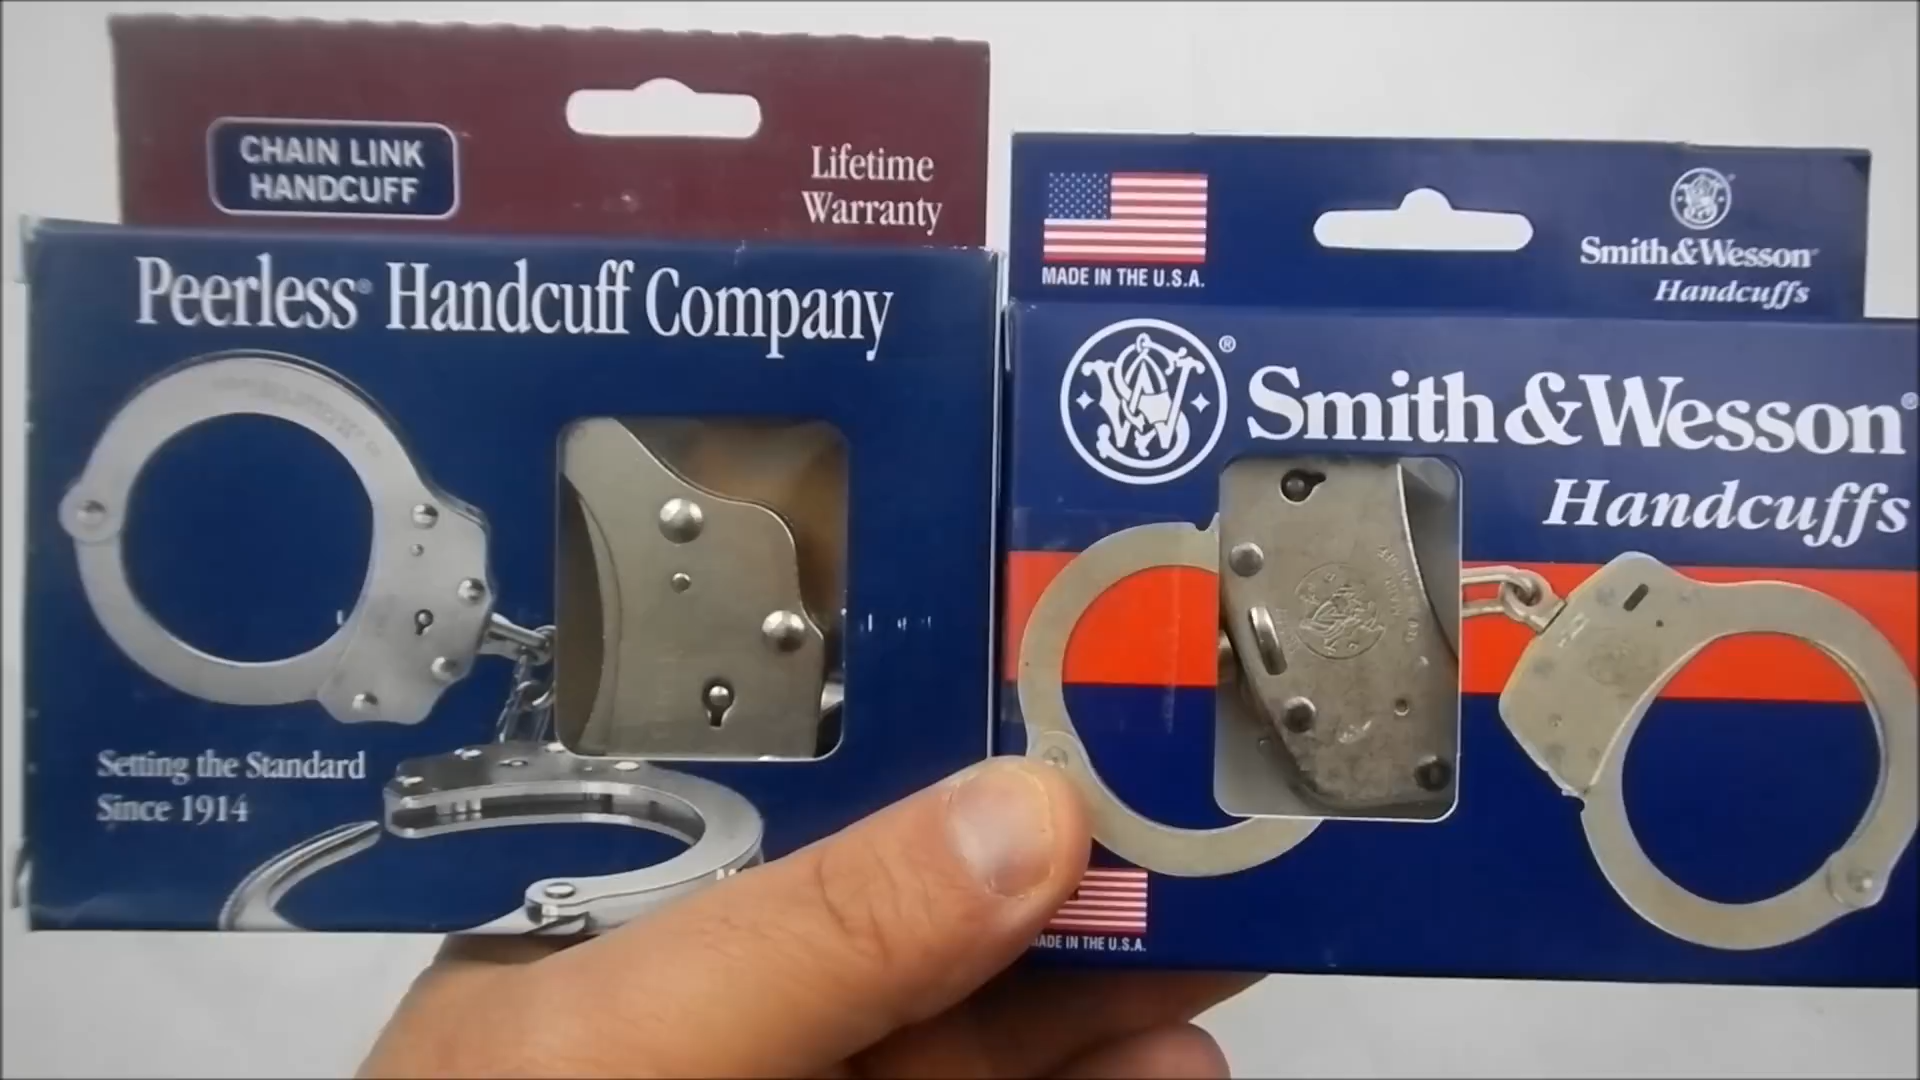 CHAIN LINK
HANDCUFF
Lifetime
Warranty
Peerless® Handcuff Company
Setting the Standard
Since 1914
MADE IN THE U.S.A.
Smith&Wesson
Handcuffs
Smith&Wesson®
Handcuffs
MADE IN THE U.S.A.